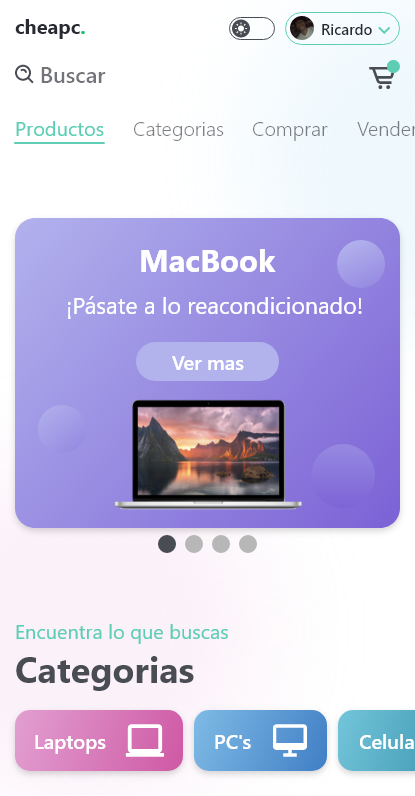 cheapc.
Ricardo
Buscar
Productos Categorias Comprar Vender
MacBook
¡Pásate a lo reacondicionado!
Ver mas
Encuentra lo que buscas
Categorias
Laptops PC's Celula